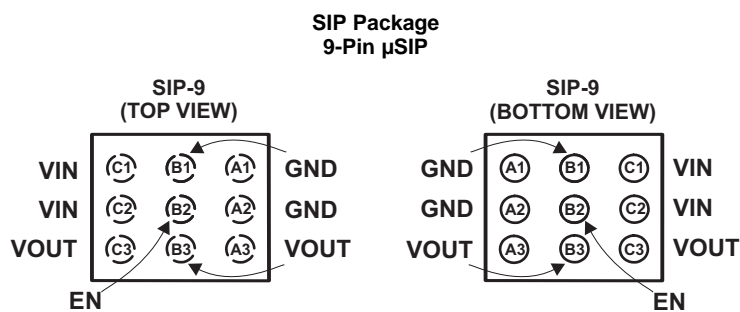 SIP Package
9-Pin µSIP
SIP-9
(TOP VIEW)
VIN C1 B1 A1 GND
VIN C2 B2 A2 GND
VOUT C3 B3 A3 VOUT
EN
SIP-9
(BOTTOM VIEW)
GND A1 B1 C1 VIN
GND A2 B2 C2 VIN
VOUT A3 B3 C3 VOUT
EN